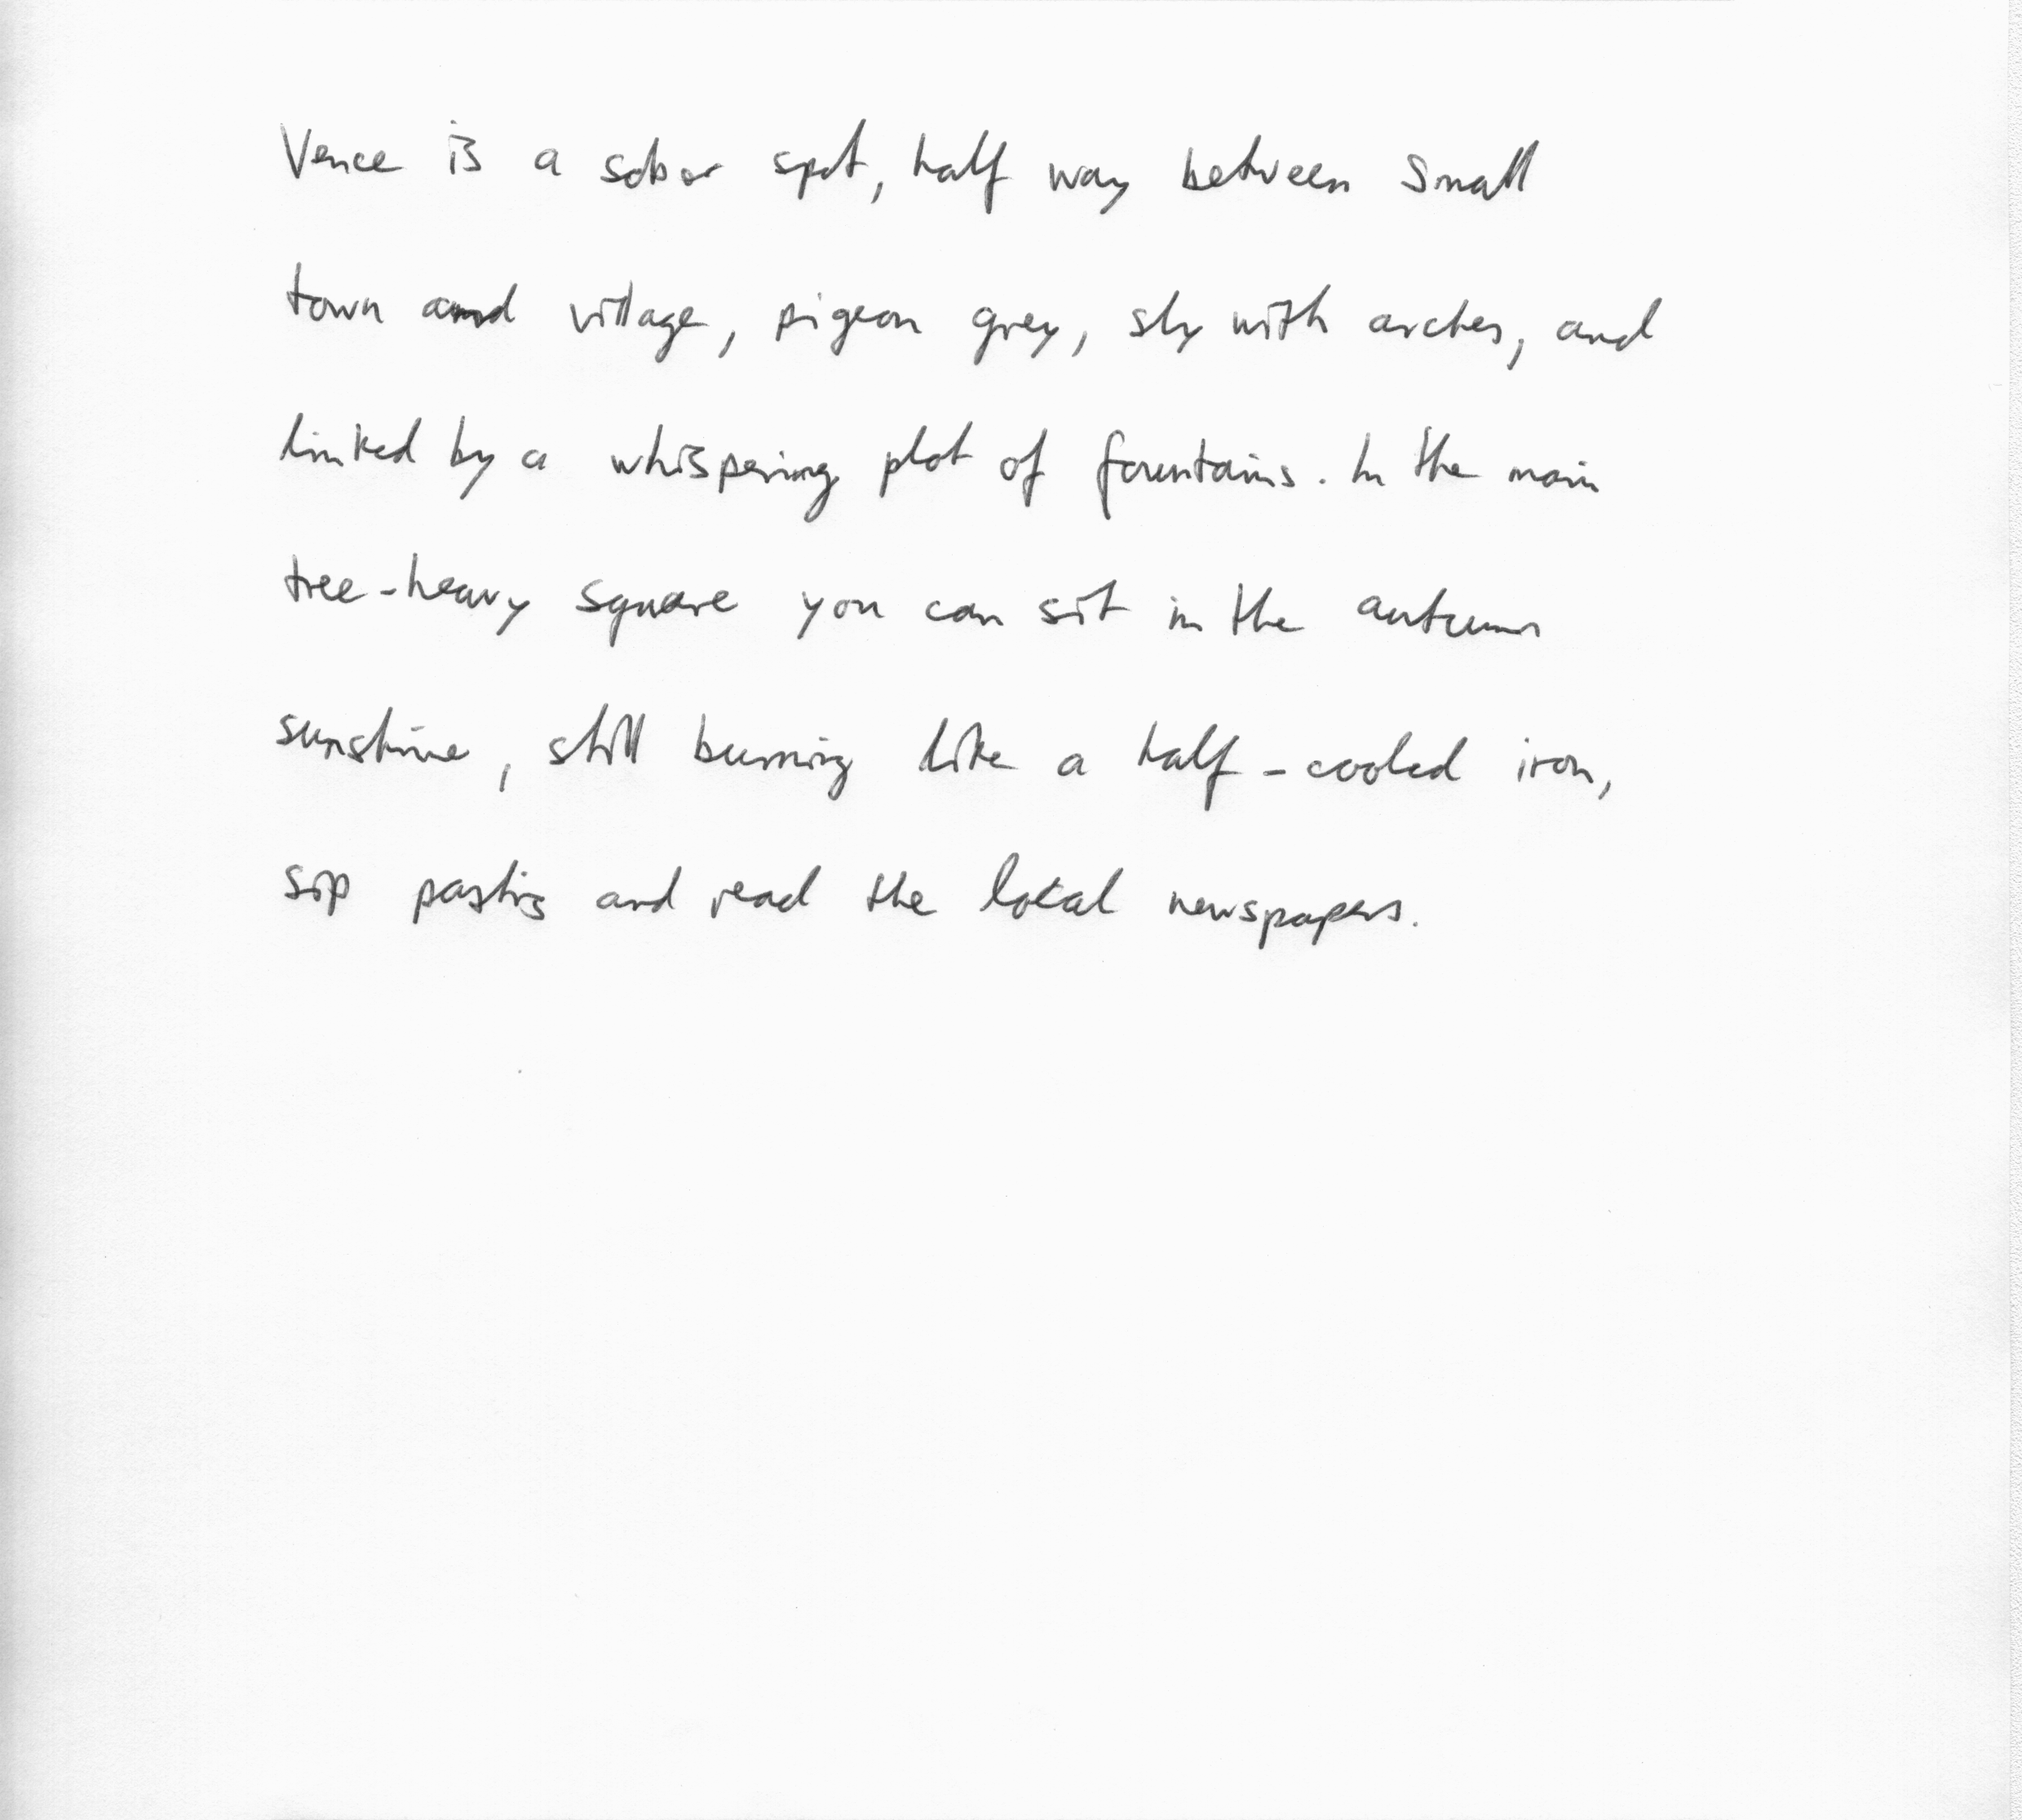 Vence is a sober spot, half way between small
town and village, pigeon grey, sly with arches, and
linked by a whispering plot of fountains. In the main
tree-heavy square you can sit in the autumn
sunshine, still burning like a half-cooled iron,
sip pastis and read the local newspapers.